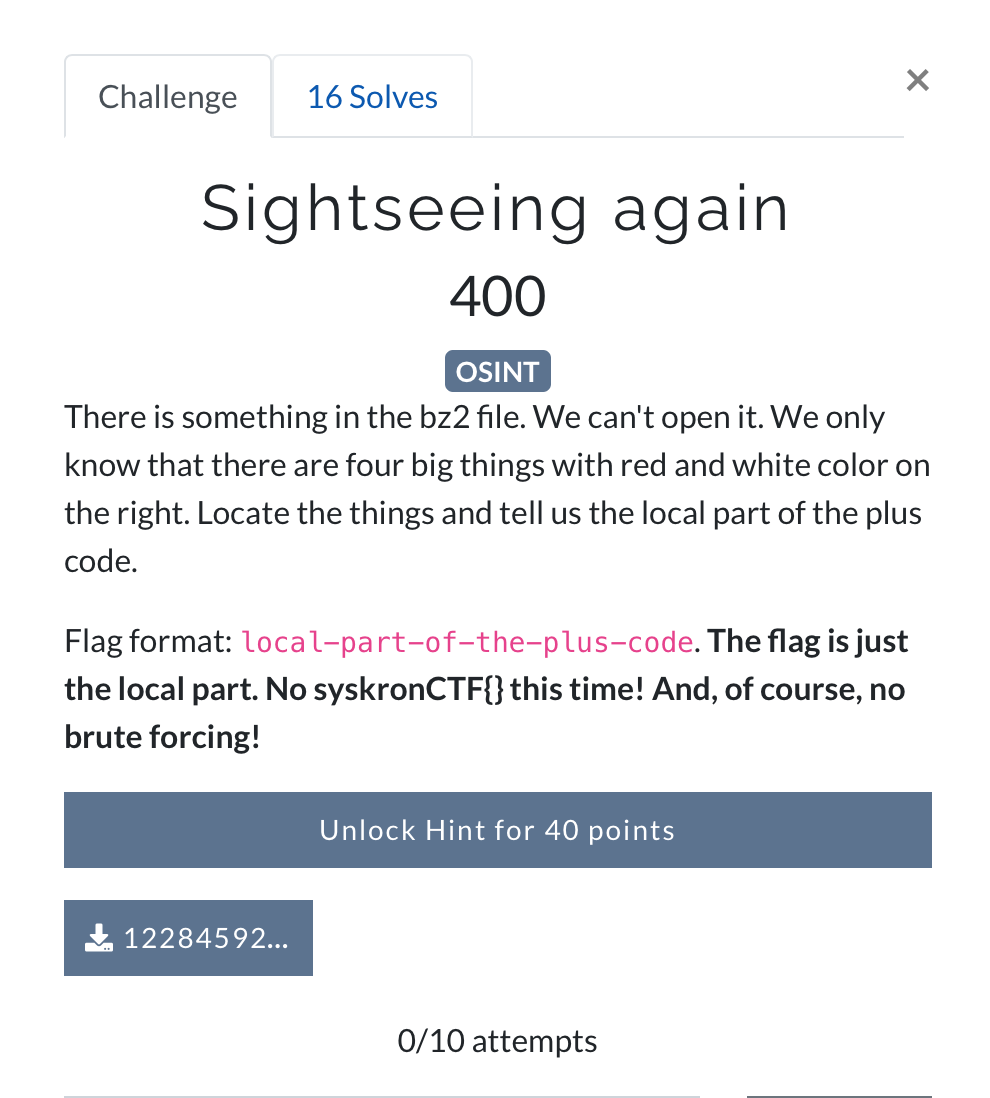 Challenge
16 Solves
×
Sightseeing again
400
OSINT
There is something in the bz2 file. We can't open it. We only
know that there are four big things with red and white color on
the right. Locate the things and tell us the local part of the plus
code.
Flag format: local-part-of-the-plus-code. The flag is just
the local part. No syskronCTF{} this time! And, of course, no
brute forcing!
Unlock Hint for 40 points
12284592...
0/10 attempts